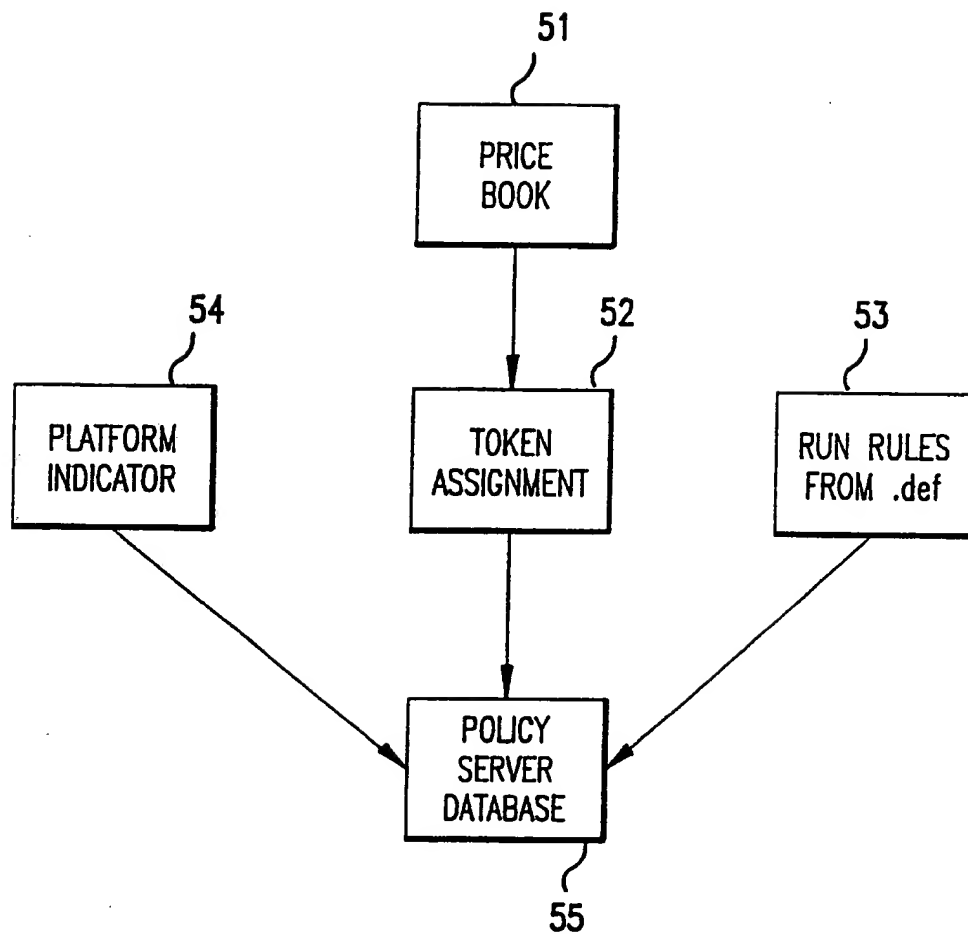 51
PRICE
BOOK
54
52
53
PLATFORM
INDICATOR
TOKEN
ASSIGNMENT
RUN RULES
FROM .def
POLICY
SERVER
DATABASE
55